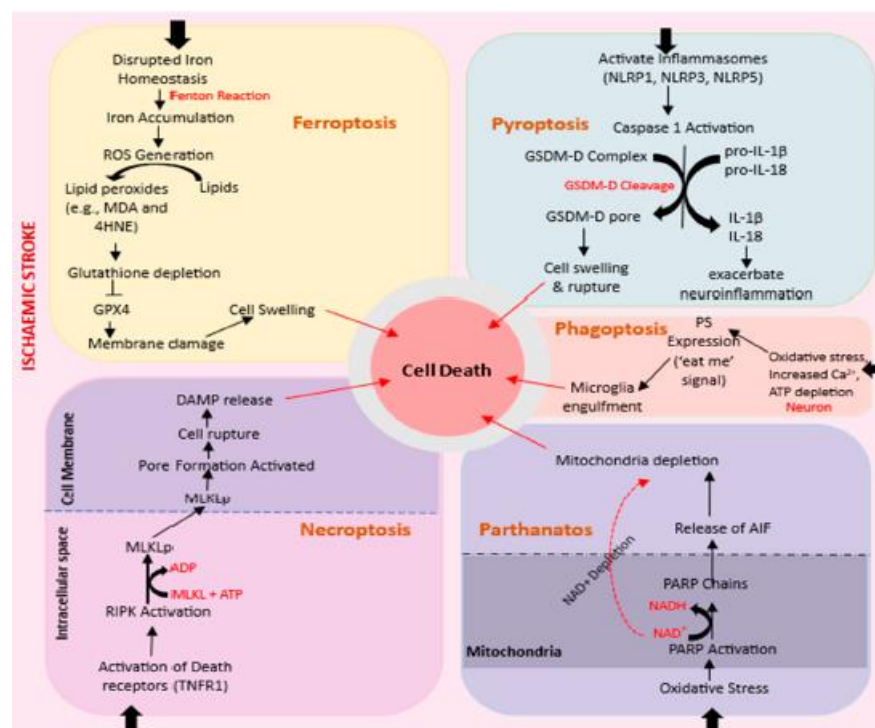 ISCHAEMIC STROKE
Disrupted Iron
Homeostasis
Fenton Reaction
Iron Accumulation
ROS Generation
Lipid peroxides
(e.g., MDA and
4HNE)
Lipids
Glutathione depletion
GPX4
Membrane damage
Cell Swelling
Ferroptosis
Activate Inflammasomes
(NLRP1, NLRP3, NLRP5)
Pyroptosis
Caspase 1 Activation
GSDM-D Complex
pro-IL-1β
pro-IL-18
GSDM-D Cleavage
GSDM-D pore
IL-1β
IL-18
Cell swelling
& rupture
exacerbate
neuroinflammation
Cell Death
Phagoptosis
PS
Expression
('eat me'
signal)
Oxidative stress,
Increased Ca²⁺,
ATP depletion
Neuron
Microglia
engulfment
Cell Membrane
DAMP release
Cell rupture
Pore Formation Activated
MLKLp
Intracellular space
Necroptosis
MLKLp
ADP
MLKL + ATP
RIPK Activation
Activation of Death
receptors (TNFR1)
Mitochondria depletion
Parthanatos
Release of AIF
NAD+ Depletion
PARP Chains
NADH
NAD⁺
PARP Activation
Mitochondria
Oxidative Stress